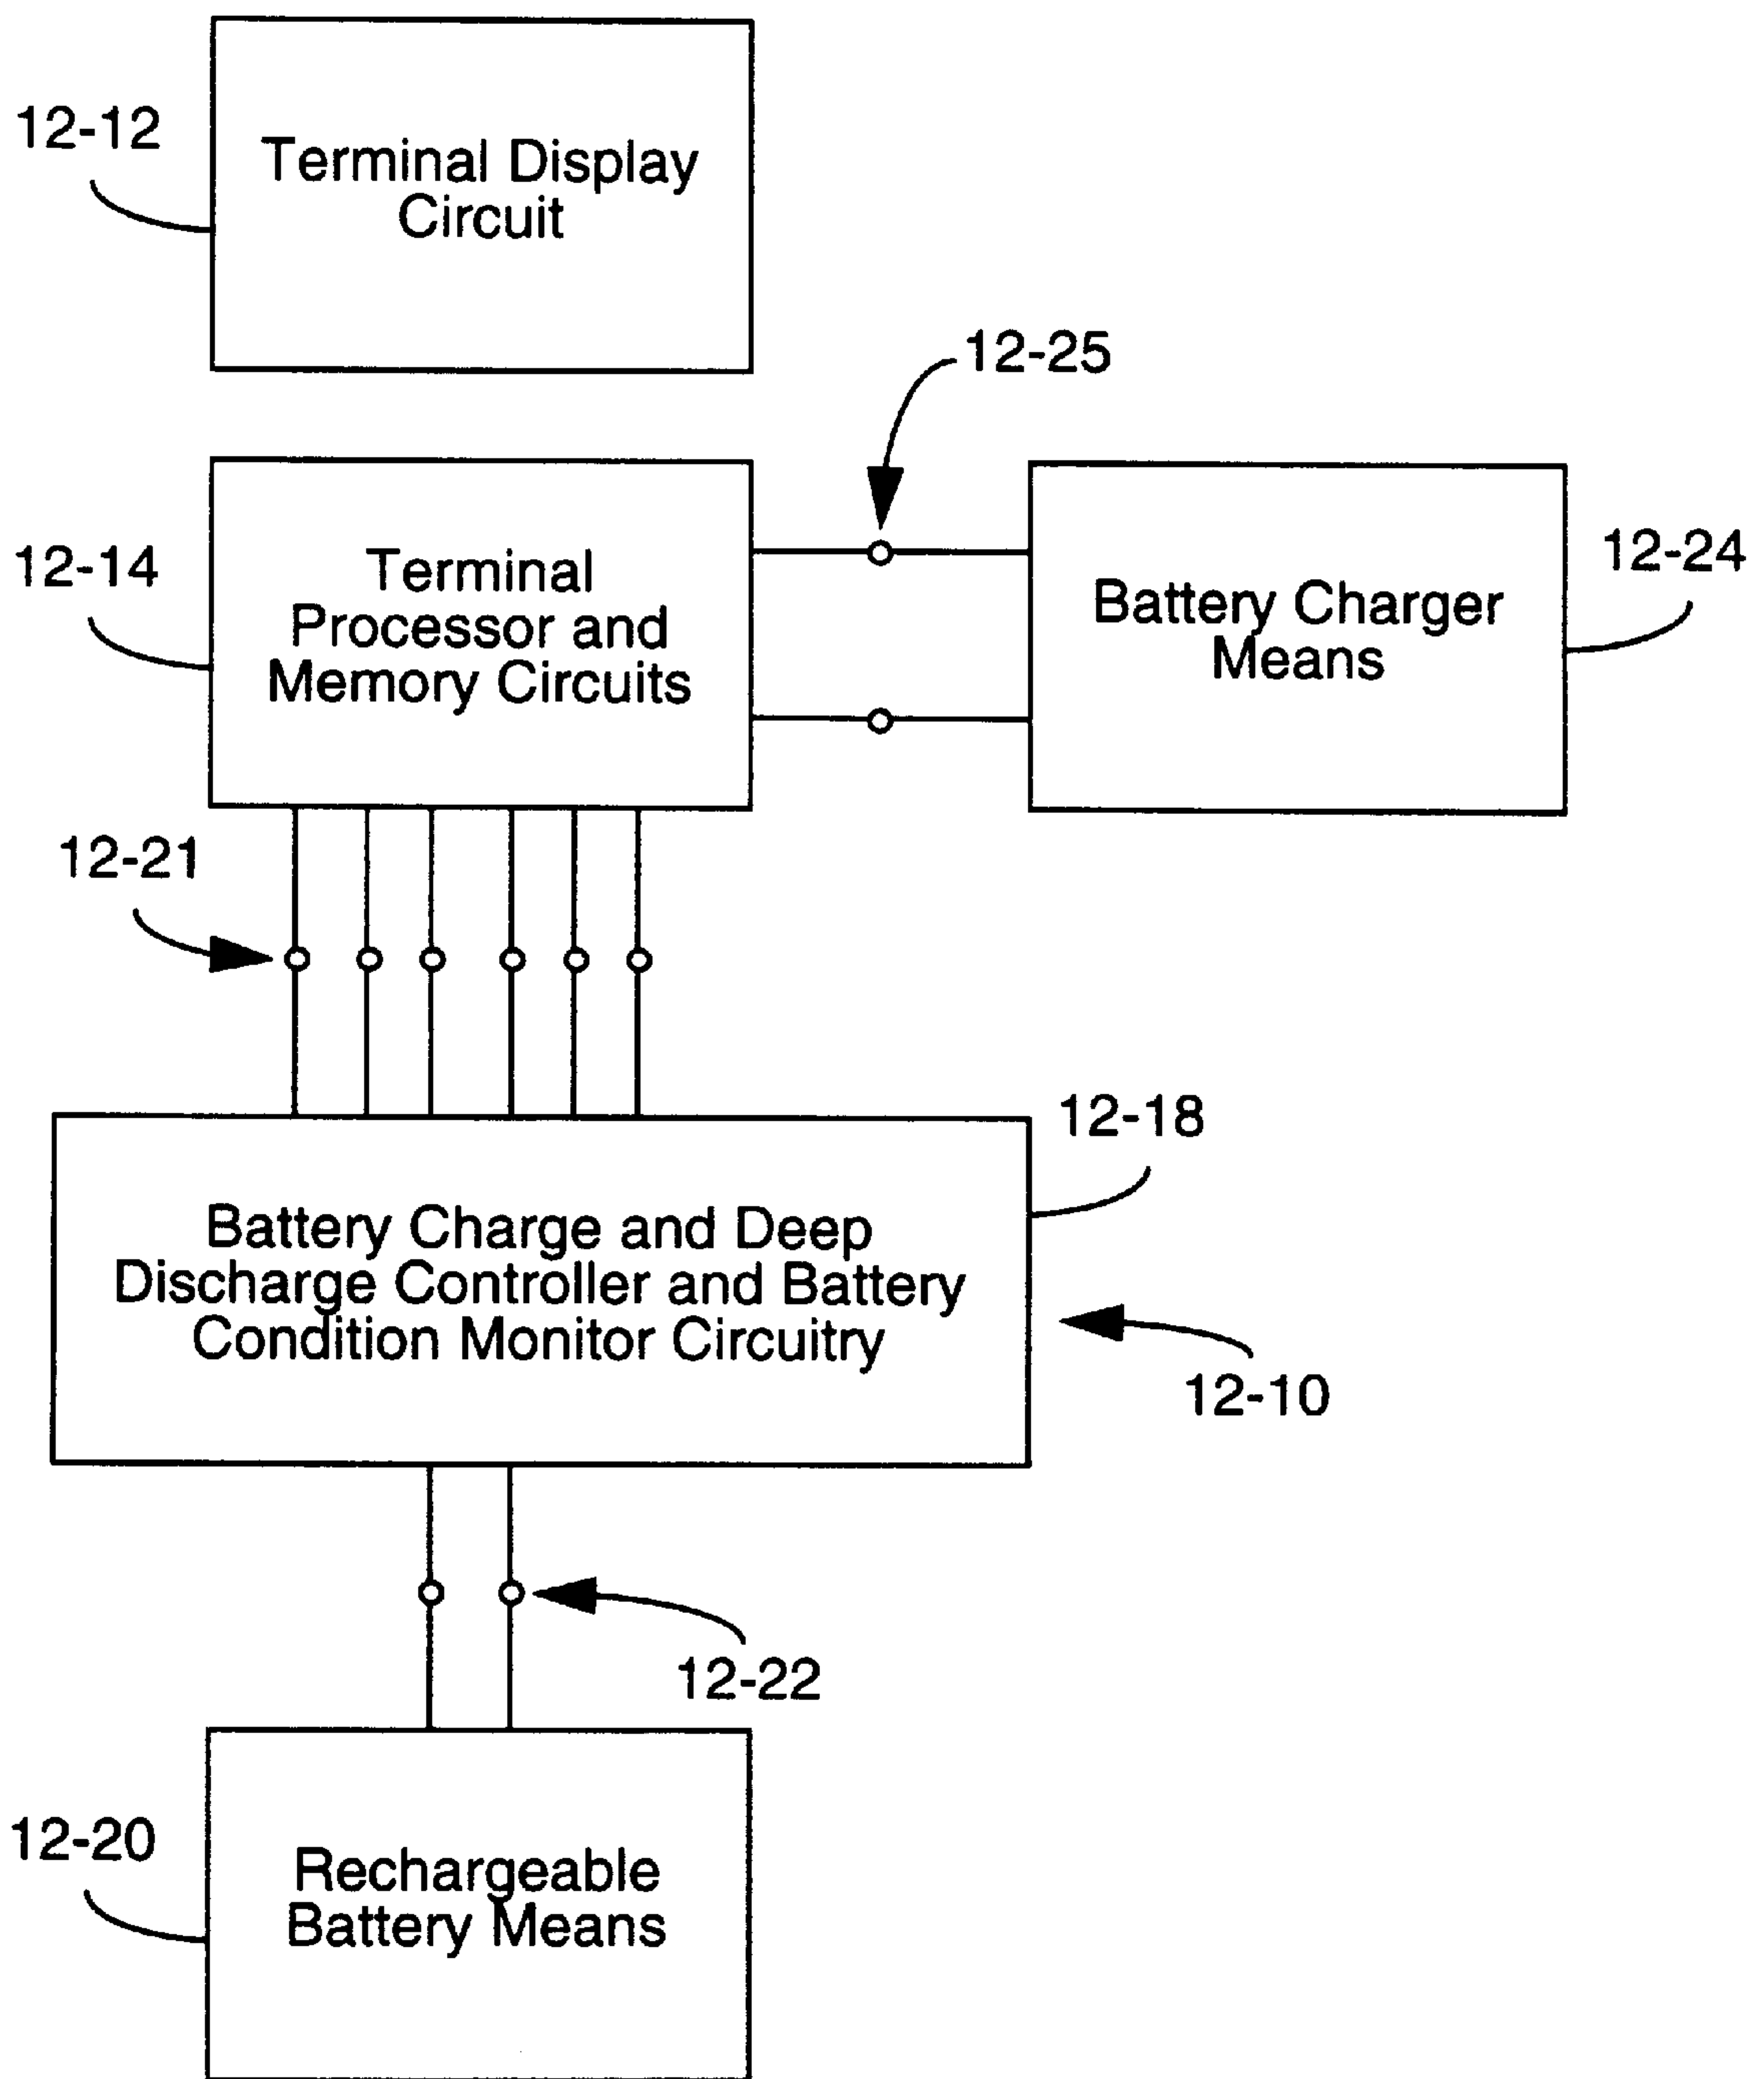 12-12
Terminal Display
Circuit
12-25
12-14
Terminal
Processor and
Memory Circuits
Battery Charger
Means
12-24
12-21
12-18
Battery Charge and Deep
Discharge Controller and Battery
Condition Monitor Circuitry
12-10
12-22
12-20
Rechargeable
Battery Means